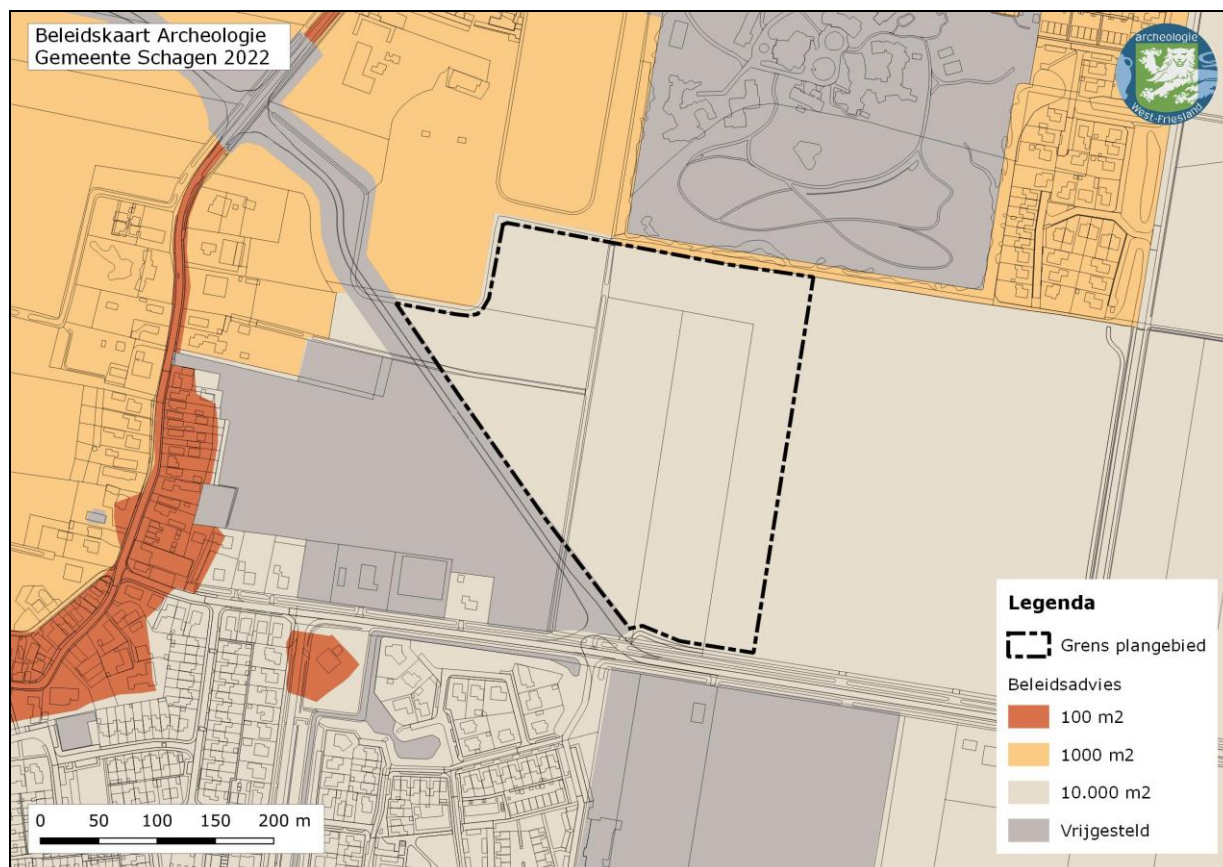 Beleidskaart Archeologie
Gemeente Schagen 2022
archeologie
West-Friesland
Legenda
Grens plangebied
Beleidsadvies
100 m2
1000 m2
10.000 m2
Vrijgesteld
0 50 100 150 200 m